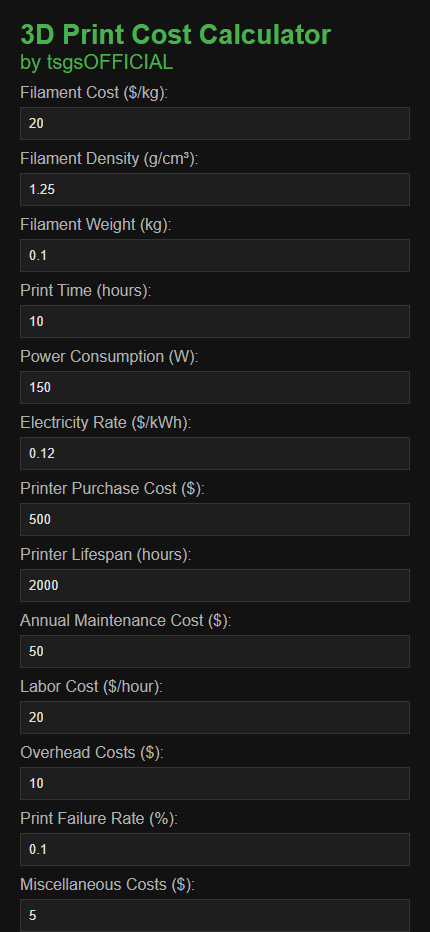 3D Print Cost Calculator
by tsgsOFFICIAL
Filament Cost ($/kg):
20
Filament Density (g/cm³):
1.25
Filament Weight (kg):
0.1
Print Time (hours):
10
Power Consumption (W):
150
Electricity Rate ($/kWh):
0.12
Printer Purchase Cost ($):
500
Printer Lifespan (hours):
2000
Annual Maintenance Cost ($):
50
Labor Cost ($/hour):
20
Overhead Costs ($):
10
Print Failure Rate (%):
0.1
Miscellaneous Costs ($):
5